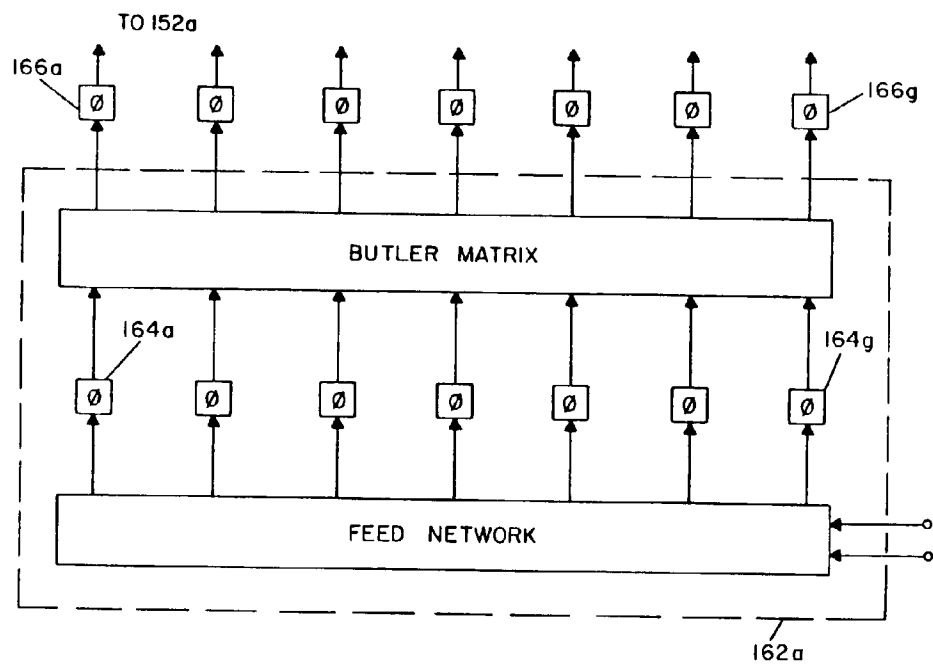 TO 152a
166a
ø ø ø ø ø ø ø
166g
BUTLER MATRIX
164a
164g
ø ø ø ø ø ø ø
FEED NETWORK
162a